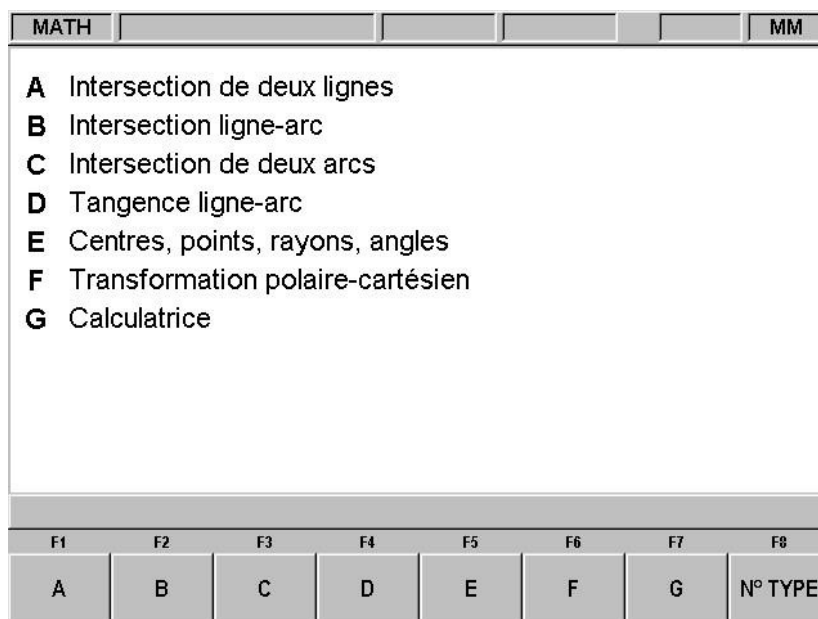 MATH MM
A Intersection de deux lignes
B Intersection ligne-arc
C Intersection de deux arcs
D Tangence ligne-arc
E Centres, points, rayons, angles
F Transformation polaire-cartésien
G Calculatrice
F1 F2 F3 F4 F5 F6 F7 F8
A B C D E F G Nº TYPE